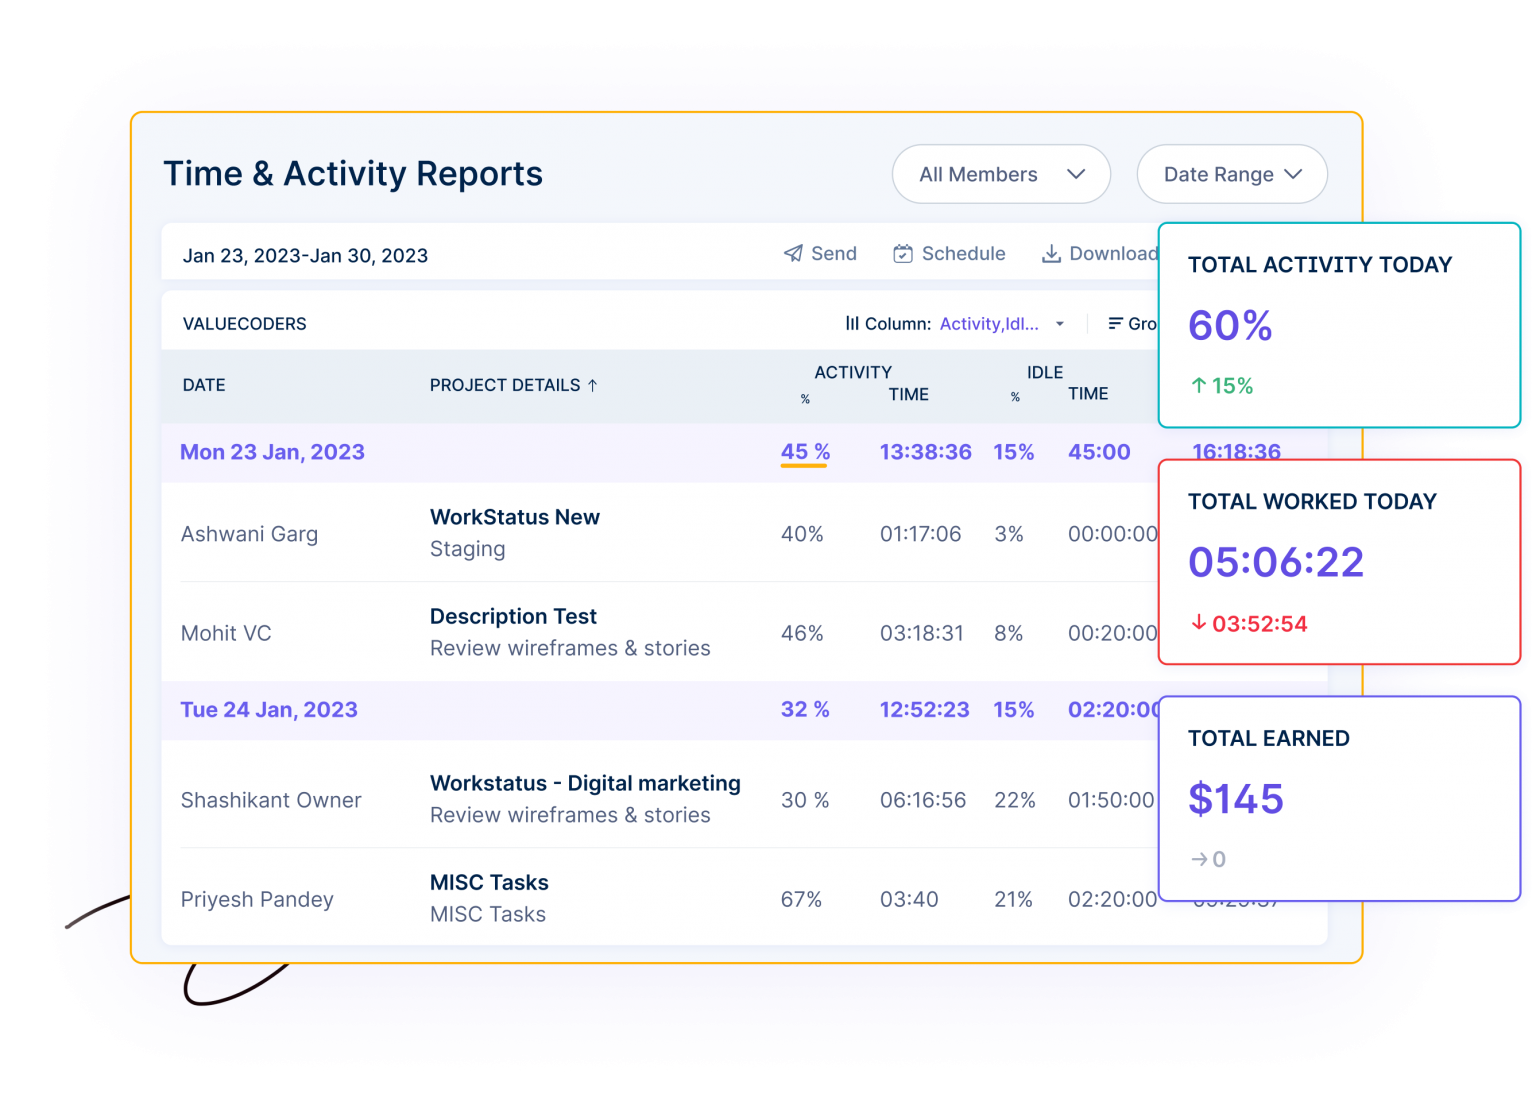 Time & Activity Reports
All Members
Date Range
Jan 23, 2023-Jan 30, 2023
Send
Schedule
Download
VALUECODERS
Column: Activity,Idl...
DATE
PROJECT DETAILS ↑
ACTIVITY
% TIME
IDLE
% TIME
Mon 23 Jan, 2023 45 % 13:38:36 15% 45:00 16:18:36
Ashwani Garg
WorkStatus New
Staging
40% 01:17:06 3% 00:00:00
Mohit VC
Description Test
Review wireframes & stories
46% 03:18:31 8% 00:20:00
Tue 24 Jan, 2023 32 % 12:52:23 15% 02:20:00
Shashikant Owner
Workstatus - Digital marketing
Review wireframes & stories
30 % 06:16:56 22% 01:50:00
Priyesh Pandey
MISC Tasks
MISC Tasks
67% 03:40 21% 02:20:00
TOTAL ACTIVITY TODAY
60%
↑ 15%
TOTAL WORKED TODAY
05:06:22
↓ 03:52:54
TOTAL EARNED
$145
→ 0